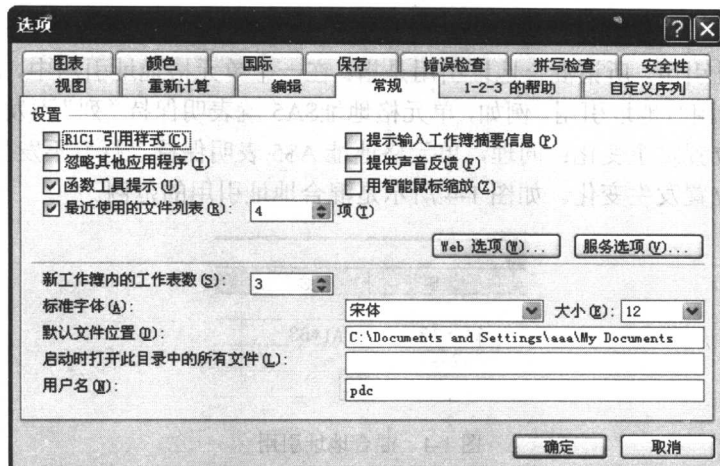 选项
图表 颜色 国际 保存 错误检查 拼写检查 安全性
视图 重新计算 编辑 常规 1-2-3 的帮助 自定义序列
设置
R1C1 引用样式(C) 提示输入工作簿摘要信息(P)
忽略其他应用程序(I) 提供声音反馈(F)
函数工具提示(U) 用智能鼠标缩放(Z)
最近使用的文件列表(R): 4 项(T)
Web 选项(W)... 服务选项(V)...
新工作簿内的工作表数(S): 3
标准字体(A): 宋体 大小(E): 12
默认文件位置(D): C:\Documents and Settings\aaa\My Documents
启动时打开此目录中的所有文件(L):
用户名(N): pdc
确定 取消